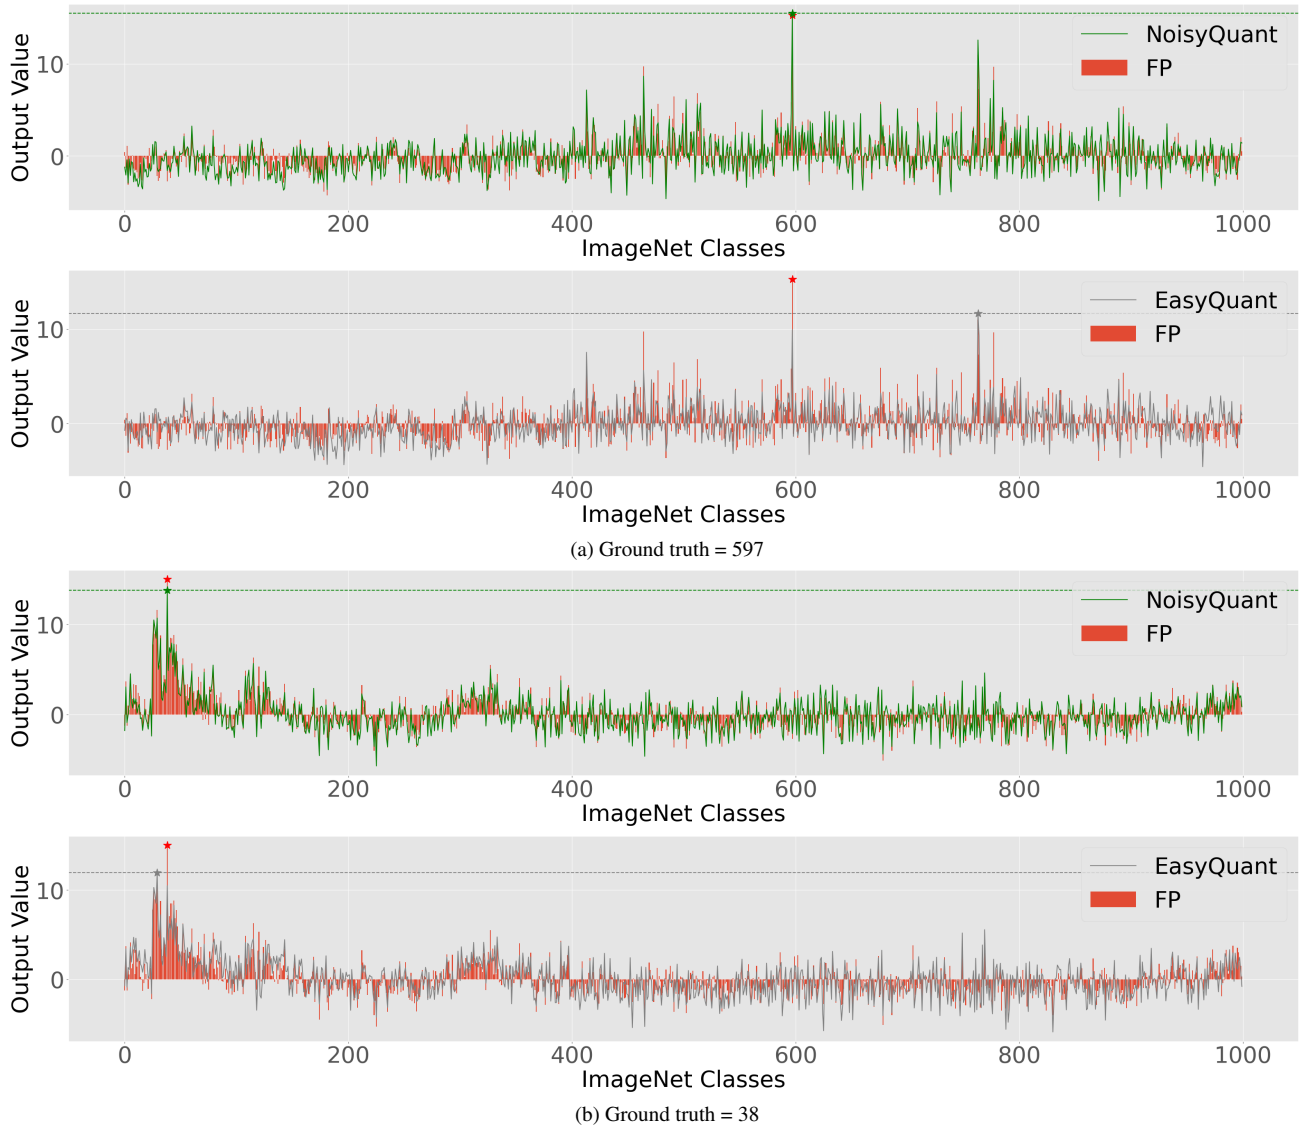 Output Value
10
0
NoisyQuant
FP
0 200 400 600 800 1000
ImageNet Classes
Output Value
10
0
EasyQuant
FP
0 200 400 600 800 1000
ImageNet Classes
(a) Ground truth = 597
Output Value
10
0
NoisyQuant
FP
0 200 400 600 800 1000
ImageNet Classes
Output Value
10
0
EasyQuant
FP
0 200 400 600 800 1000
ImageNet Classes
(b) Ground truth = 38